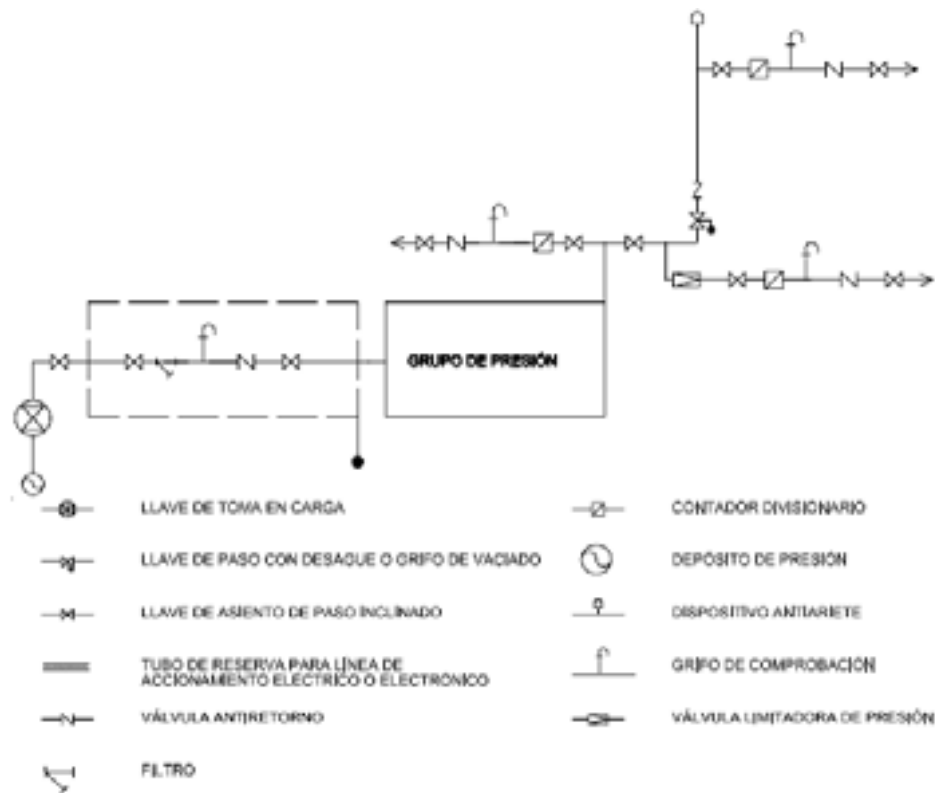 GRUPO DE PRESIÓN
LLAVE DE TOMA EN CARGA
LLAVE DE PASO CON DESAGUE O GRIFO DE VACIADO
LLAVE DE ASIENTO DE PASO INCLINADO
TUBO DE RESERVA PARA LÍNEA DE
ACCIONAMIENTO ELECTRICO O ELECTRÓNICO
VÁLVULA ANTIRETORNO
FILTRO
CONTADOR DIVISIONARIO
DEPÓSITO DE PRESIÓN
DISPOSITIVO ANTIARIETE
GRIFO DE COMPROBACIÓN
VÁLVULA LIMITADORA DE PRESIÓN